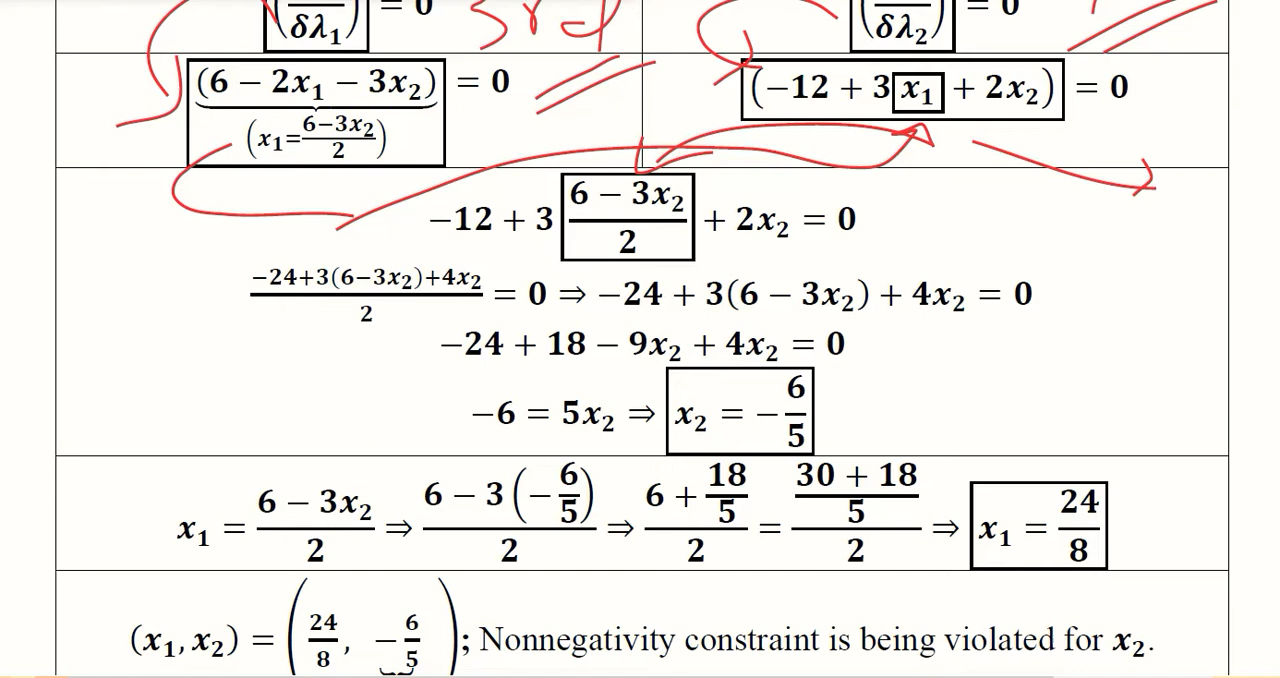 (δλ₁) = 0 3rd (δλ₂) = 0
(6 − 2x₁ − 3x₂) = 0 (−12 + 3x₁ + 2x₂) = 0
(x₁=(6−3x₂)/2)
−12 + 3 (6 − 3x₂)/2 + 2x₂ = 0
(−24+3(6−3x₂)+4x₂)/2 = 0 ⇒ −24 + 3(6 − 3x₂) + 4x₂ = 0
−24 + 18 − 9x₂ + 4x₂ = 0
−6 = 5x₂ ⇒ x₂ = −6/5
x₁ = (6 − 3x₂)/2 ⇒ (6 − 3(−6/5))/2 ⇒ (6 + 18/5)/2 = ((30 + 18)/5)/2 ⇒ x₁ = 24/8
(x₁, x₂) = (24/8, −6/5); Nonnegativity constraint is being violated for x₂.